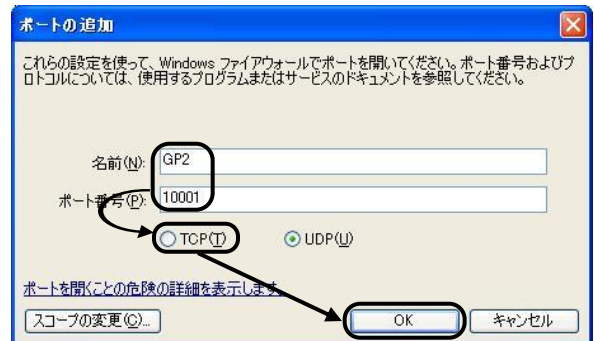 ポートの追加
これらの設定を使って、Windows ファイアウォールでポートを開いてください。ポート番号およびプ
ロトコルについては、使用するプログラムまたはサービスのドキュメントを参照してください。
名前(N): GP2
ポート番号(P): 10001
TCP(T) UDP(U)
ポートを開くことの危険の詳細を表示します。
スコープの変更(C)... OK キャンセル